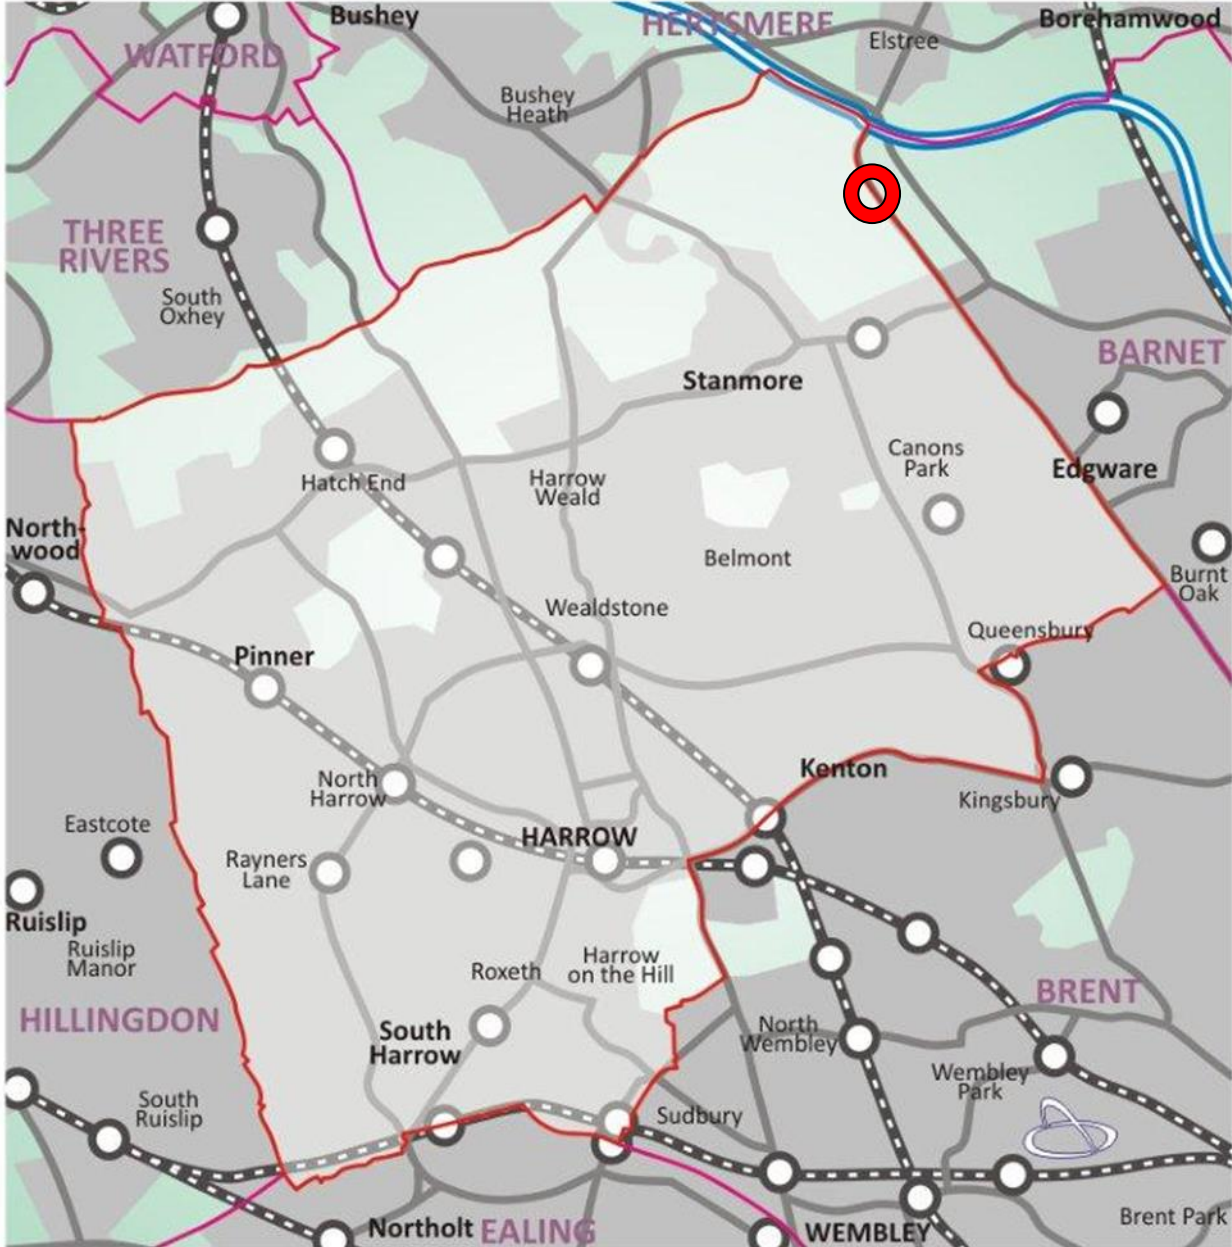 Bushey
HERTSMERE
Borehamwood
WATFORD
Elstree
Bushey
Heath
THREE
RIVERS
South
Oxhey
BARNET
Stanmore
Canons
Park
Edgware
Hatch End
Harrow
Weald
North-
wood
Belmont
Burnt
Oak
Wealdstone
Queensbury
Pinner
Kenton
North
Harrow
Kingsbury
Eastcote
HARROW
Rayners
Lane
Ruislip
Ruislip
Manor
Roxeth
Harrow
on the Hill
BRENT
HILLINGDON
South
Harrow
North
Wembley
Wembley
Park
South
Ruislip
Sudbury
Northolt
EALING
WEMBLEY
Brent Park